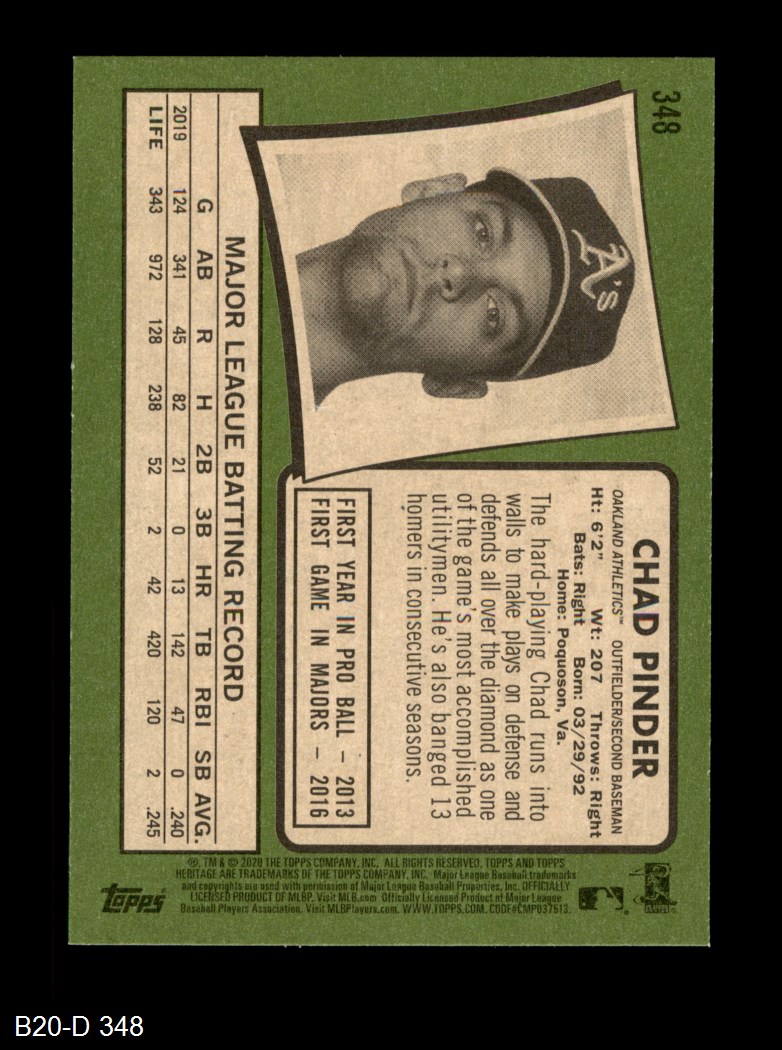 348
CHAD PINDER
OAKLAND ATHLETICS™ OUTFIELDER/SECOND BASEMAN
Ht: 6'2" Wt: 207 Throws: Right
Bats: Right Born: 03/29/92
Home: Poquoson, Va.
The hard-playing Chad runs into
walls to make plays on defense and
defends all over the diamond as one
of the game's most accomplished
utilitymen. He's also banged 13
homers in consecutive seasons.
FIRST YEAR IN PRO BALL – 2013
FIRST GAME IN MAJORS – 2016
A's
MAJOR LEAGUE BATTING RECORD
G AB R H 2B 3B HR TB RBI SB AVG.
2019 124 341 45 82 21 0 13 142 47 0 .240
LIFE 343 972 128 238 52 2 42 420 120 2 .245
®, TM & © 2020 THE TOPPS COMPANY, INC. ALL RIGHTS RESERVED. TOPPS AND TOPPS
HERITAGE ARE TRADEMARKS OF THE TOPPS COMPANY, INC. Major League Baseball trademarks
and copyrights are used with permission of Major League Baseball Properties, Inc. OFFICIALLY
LICENSED PRODUCT OF MLBP. Visit MLB.com Officially Licensed Product of Major League
Baseball Players Association. Visit MLBPlayers.com. WWW.TOPPS.COM. CODE#CMP037513.
Topps
B20-D 348